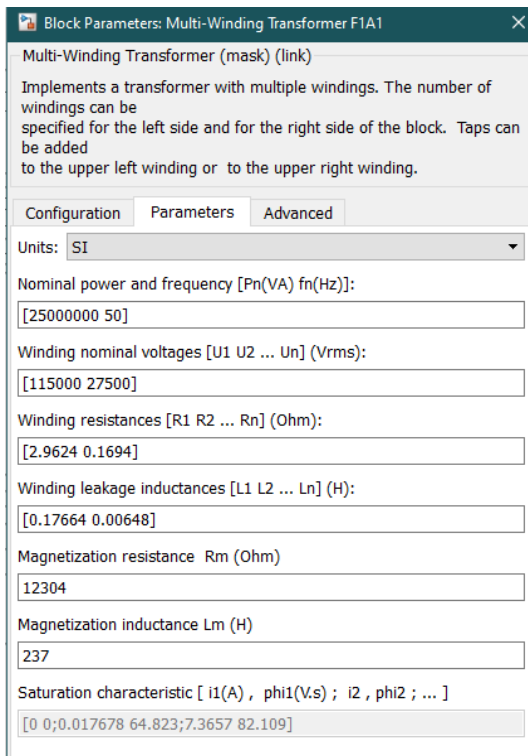 Block Parameters: Multi-Winding Transformer F1A1
Multi-Winding Transformer (mask) (link)
Implements a transformer with multiple windings. The number of
windings can be
specified for the left side and for the right side of the block.  Taps can
be added
to the upper left winding or  to the upper right winding.
Configuration Parameters Advanced
Units: SI
Nominal power and frequency [Pn(VA) fn(Hz)]:
[25000000 50]
Winding nominal voltages [U1 U2 ... Un] (Vrms):
[115000 27500]
Winding resistances [R1 R2 ... Rn] (Ohm):
[2.9624 0.1694]
Winding leakage inductances [L1 L2 ... Ln] (H):
[0.17664 0.00648]
Magnetization resistance  Rm (Ohm)
12304
Magnetization inductance Lm (H)
237
Saturation characteristic [ i1(A) ,  phi1(V.s) ;  i2 , phi2 ; ... ]
[0 0;0.017678 64.823;7.3657 82.109]